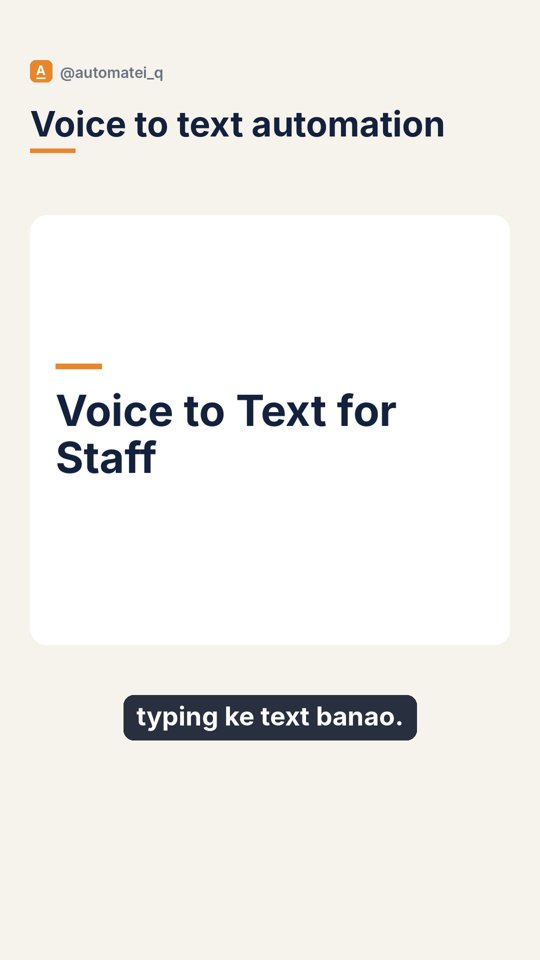 A
@automatei_q
Voice to text automation
Voice to Text for
Staff
typing ke text banao.